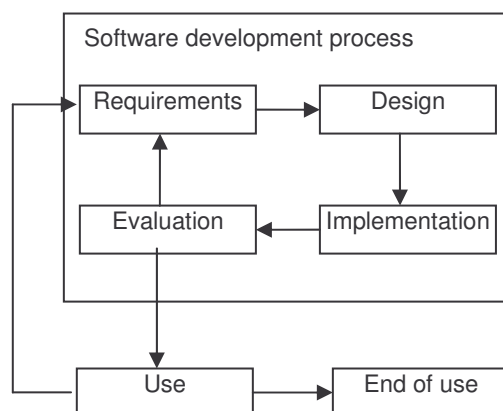 Software development process
Requirements
Design
Evaluation
Implementation
Use
End of use